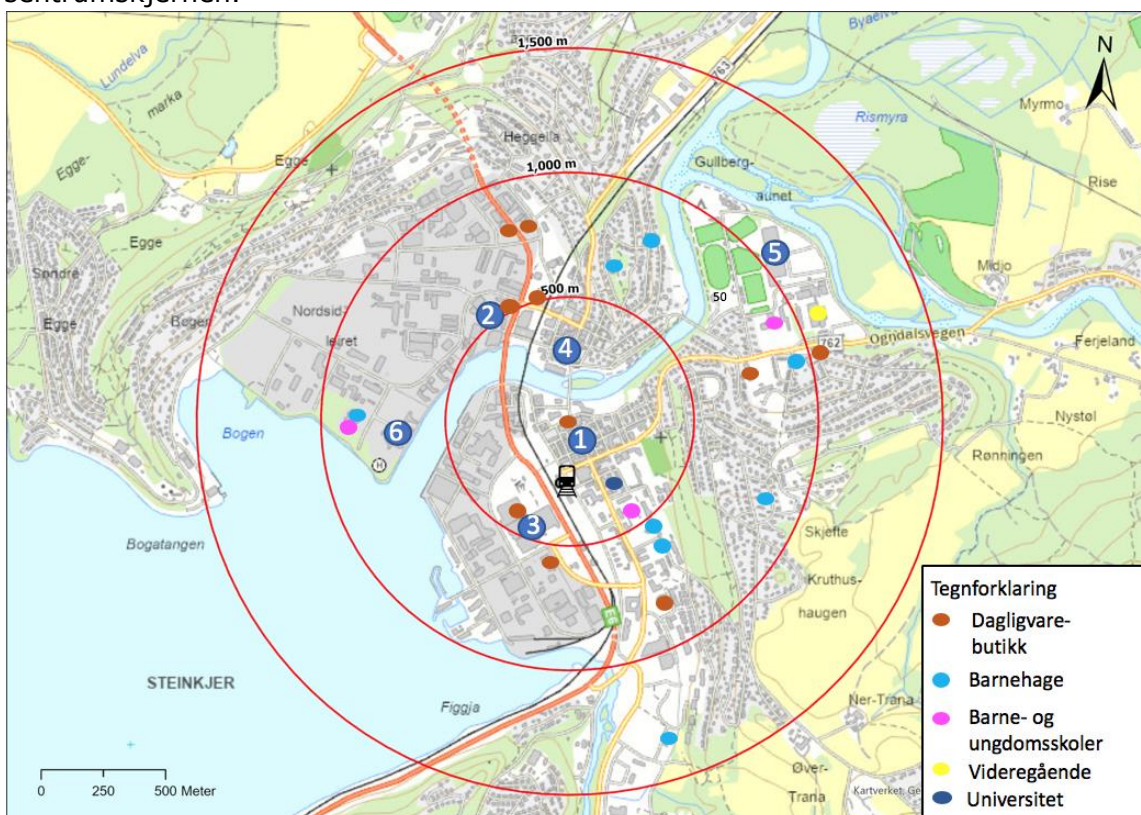 sentrumskjernen.
1,500 m
Byaelva
N
Lundelva
763
marka
Heggelia
Rismyra
Myrmo
Egge
Egge-
1,000 m
Gullberg-
aunet
Rise
Egge
5
Midjo
Søndre
Egge
500 m
50
2
Nordsid-
leiret
4
Ogndalsvegen
762
Ferjeland
Nystøl
Bogen
6
H
1
Rønningen
3
Skjefte
Bogatangen
Kruthus-
haugen
Tegnforklaring
Dagligvare-
butikk
STEINKJER
Barnehage
Figgja
Ner-Trana
Barne- og
ungdomsskoler
Videregående
Øver-
Trana
Kartverket, Ge
Universitet
0 250 500 Meter